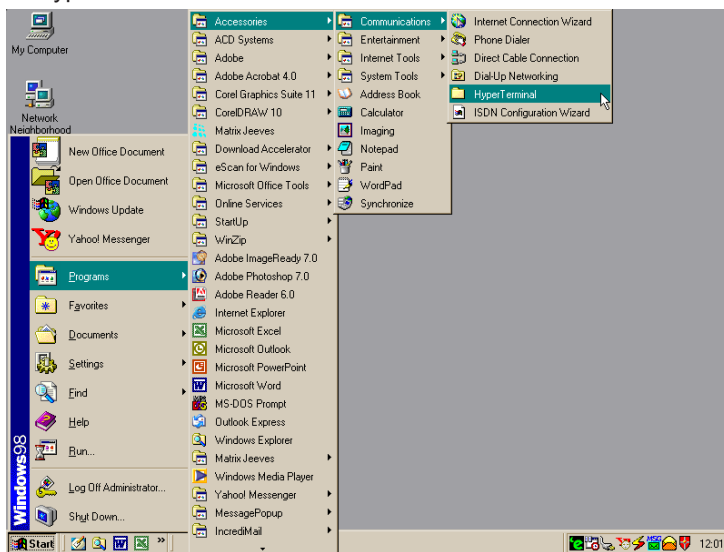 My Computer
Network
Neighborhood
New Office Document
Open Office Document
Windows Update
Yahoo! Messenger
Programs
Favorites
Documents
Settings
Find
Help
Run...
Log Off Administrator...
Shut Down...
Windows98
Accessories
ACD Systems
Adobe
Adobe Acrobat 4.0
Corel Graphics Suite 11
CorelDRAW 10
Matrix Jeeves
Download Accelerator
eScan for Windows
Microsoft Office Tools
Online Services
StartUp
WinZip
Adobe ImageReady 7.0
Adobe Photoshop 7.0
Adobe Reader 6.0
Internet Explorer
Microsoft Excel
Microsoft Outlook
Microsoft PowerPoint
Microsoft Word
MS-DOS Prompt
Outlook Express
Windows Explorer
Matrix Jeeves
Windows Media Player
Yahoo! Messenger
MessagePopup
IncrediMail
Communications
Entertainment
Internet Tools
System Tools
Address Book
Calculator
Imaging
Notepad
Paint
WordPad
Synchronize
Internet Connection Wizard
Phone Dialer
Direct Cable Connection
Dial-Up Networking
HyperTerminal
ISDN Configuration Wizard
Start
12:01